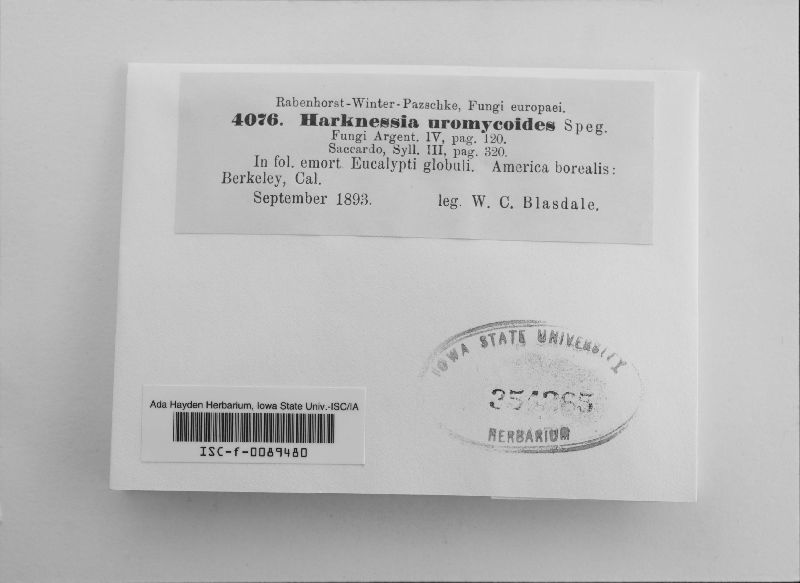 Rabenhorst-Winter-Pazschke, Fungi europaei.
4076. Harknessia uromycoides Speg.
Fungi Argent. IV, pag. 120.
Saccardo, Syll. III, pag. 320.
In fol. emort. Eucalypti globuli. America borealis:
Berkeley, Cal.
September 1893. leg. W. C. Blasdale.
IOWA STATE UNIVERSITY
HERBARIUM
Ada Hayden Herbarium, Iowa State Univ.-ISC/IA
ISC-f-0089480